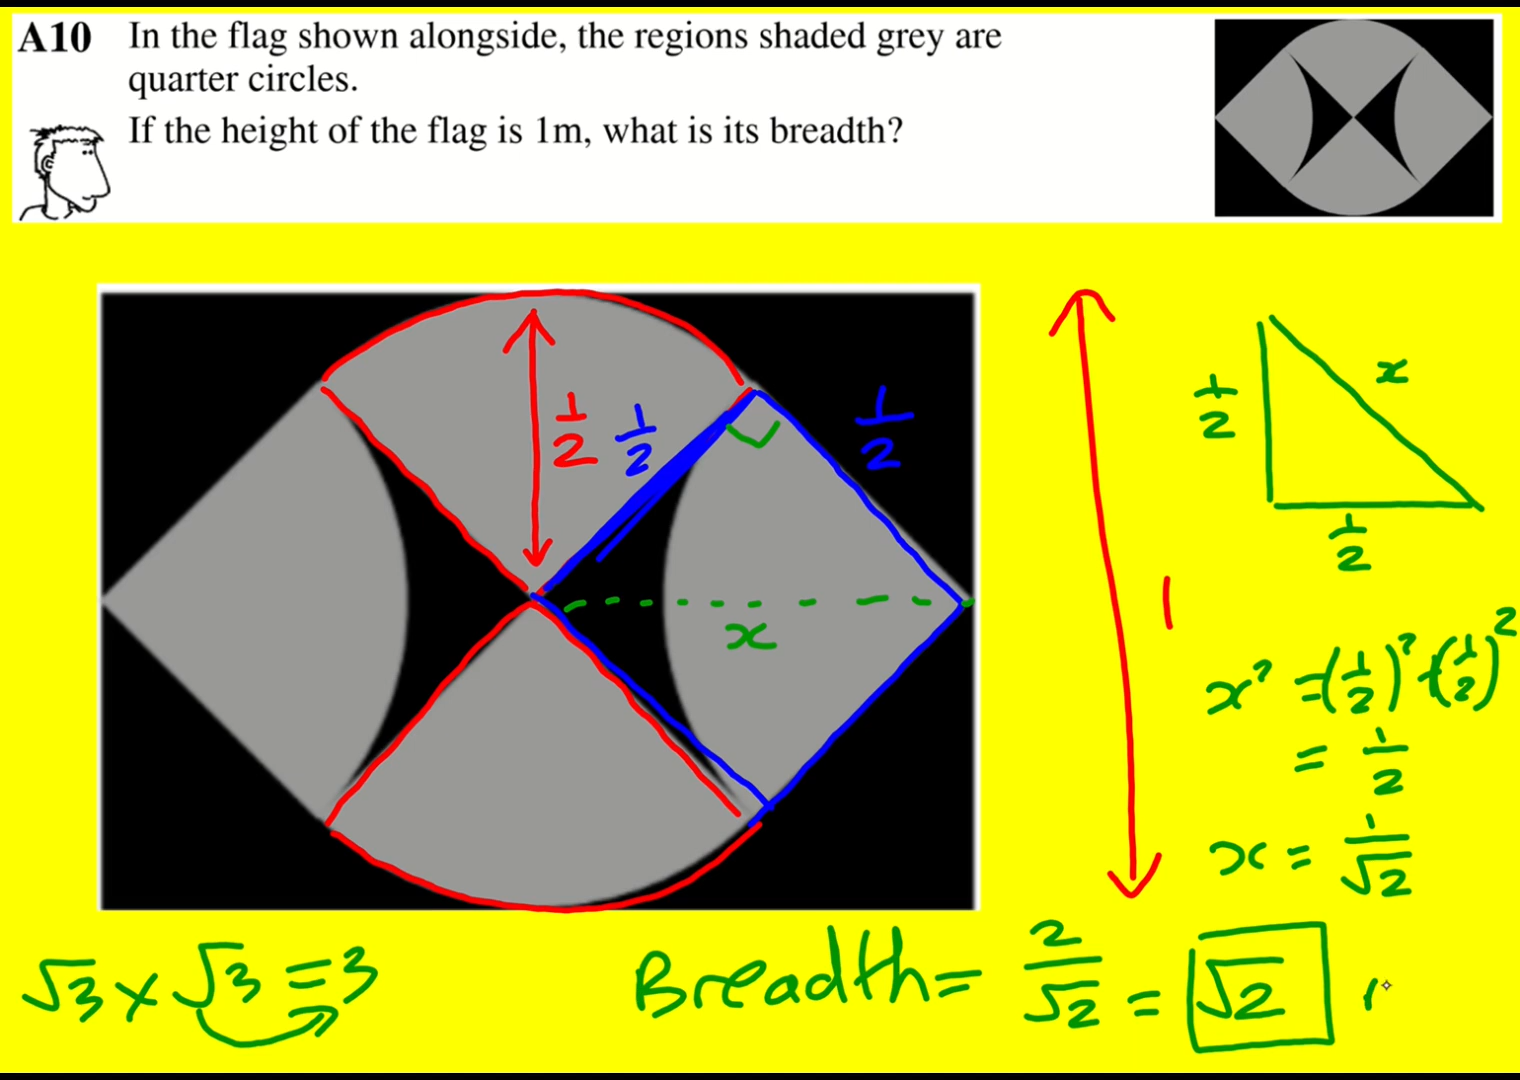 A10 In the flag shown alongside, the regions shaded grey are
quarter circles.
If the height of the flag is 1m, what is its breadth?
1/2
1/2
1/2
x
1
1/2
x
1/2
x² = (1/2)² + (1/2)²
= 1/2
x = 1/√2
√3 × √3 = 3
Breadth = 2/√2 = √2